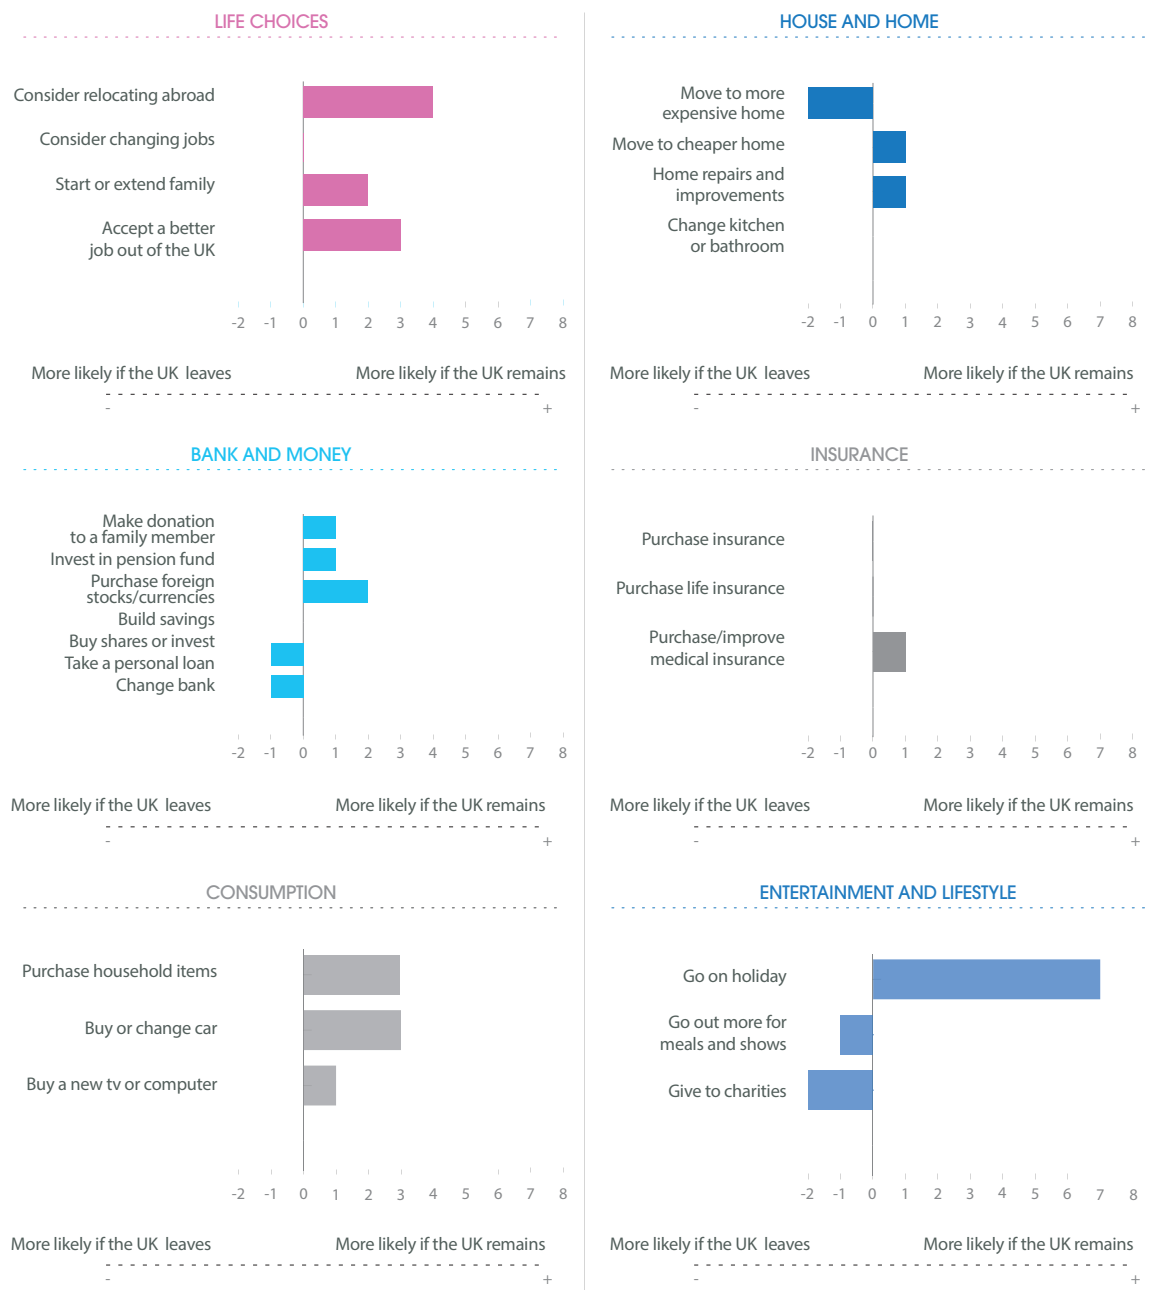 LIFE CHOICES
Consider relocating abroad
Consider changing jobs
Start or extend family
Accept a better
job out of the UK
-2 -1 0 1 2 3 4 5 6 7 8
More likely if the UK leaves
More likely if the UK remains
- +
HOUSE AND HOME
Move to more
expensive home
Move to cheaper home
Home repairs and
improvements
Change kitchen
or bathroom
-2 -1 0 1 2 3 4 5 6 7 8
More likely if the UK leaves
More likely if the UK remains
- +
BANK AND MONEY
Make donation
to a family member
Invest in pension fund
Purchase foreign
stocks/currencies
Build savings
Buy shares or invest
Take a personal loan
Change bank
-2 -1 0 1 2 3 4 5 6 7 8
More likely if the UK leaves
More likely if the UK remains
- +
INSURANCE
Purchase insurance
Purchase life insurance
Purchase/improve
medical insurance
-2 -1 0 1 2 3 4 5 6 7 8
More likely if the UK leaves
More likely if the UK remains
- +
CONSUMPTION
Purchase household items
Buy or change car
Buy a new tv or computer
-2 -1 0 1 2 3 4 5 6 7 8
More likely if the UK leaves
More likely if the UK remains
- +
ENTERTAINMENT AND LIFESTYLE
Go on holiday
Go out more for
meals and shows
Give to charities
-2 -1 0 1 2 3 4 5 6 7 8
More likely if the UK leaves
More likely if the UK remains
- +